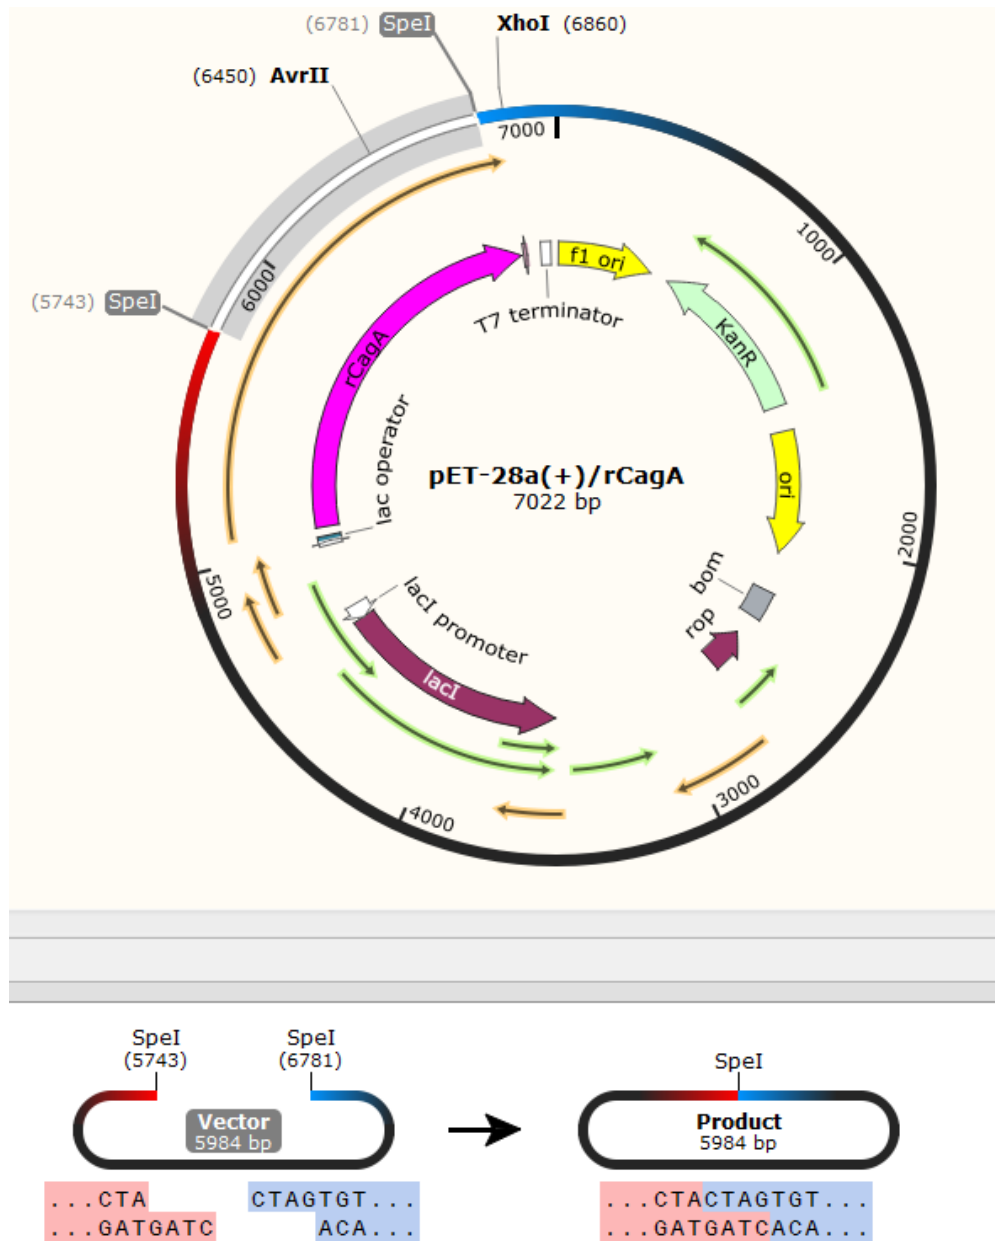 (6781) SpeI
XhoI (6860)
(6450) AvrII
7000
1000
6000
(5743) SpeI
f1 ori
T7 terminator
KanR
rCagA
lac operator
pET-28a(+)/rCagA
7022 bp
ori
2000
bom
5000
rop
lacI promoter
lacI
3000
4000
SpeI
(5743)
SpeI
(6781)
SpeI
Vector
5984 bp
Product
5984 bp
...CTA CTAGTGT...
...GATGATC ACA...
...CTACTAGTGT...
...GATGATCACA...